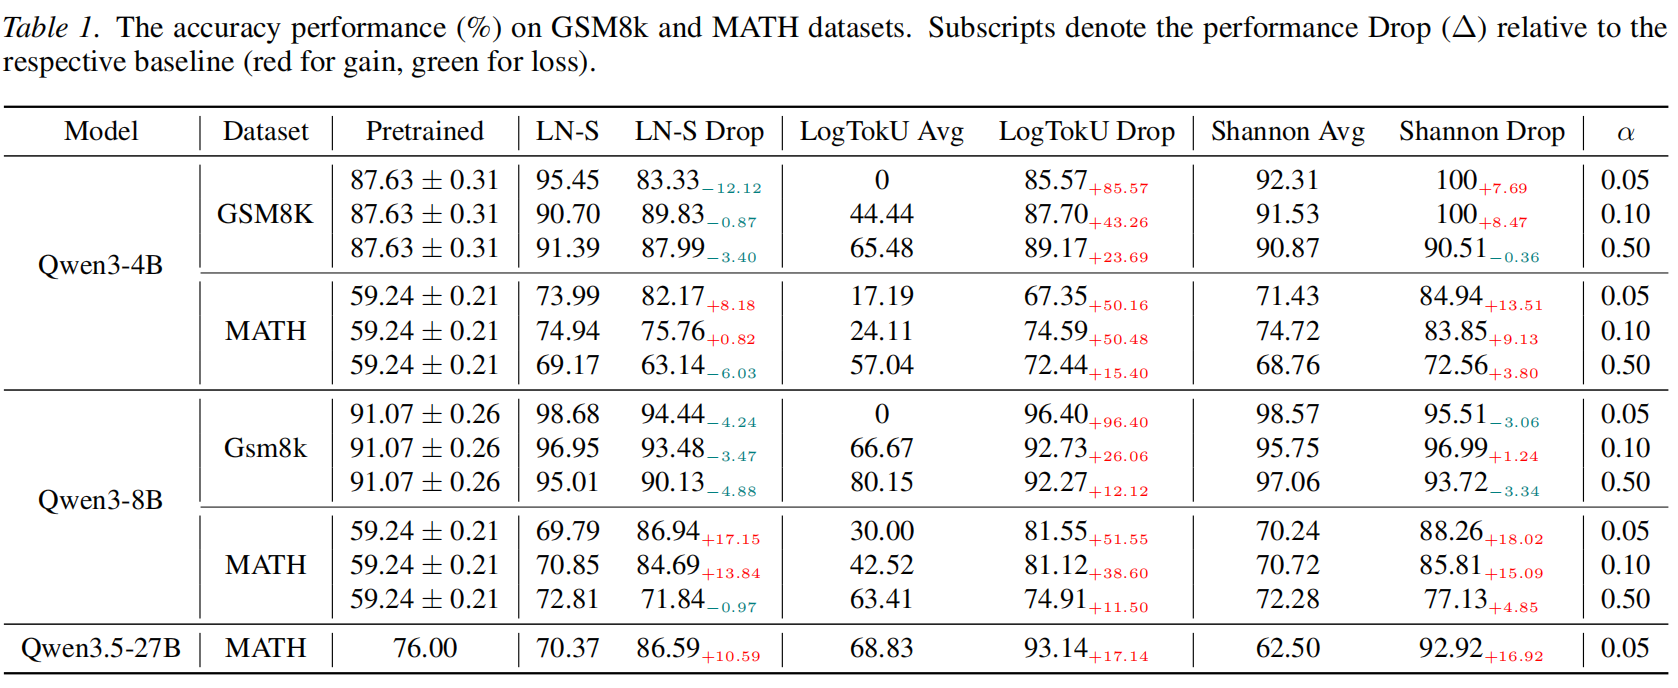 Table 1. The accuracy performance (%) on GSM8k and MATH datasets. Subscripts denote the performance Drop (Δ) relative to the
respective baseline (red for gain, green for loss).
Model Dataset Pretrained LN-S LN-S Drop LogTokU Avg LogTokU Drop Shannon Avg Shannon Drop α
87.63 ± 0.31 95.45 83.33−12.12 0 85.57+85.57 92.31 100+7.69 0.05
GSM8K 87.63 ± 0.31 90.70 89.83−0.87 44.44 87.70+43.26 91.53 100+8.47 0.10
87.63 ± 0.31 91.39 87.99−3.40 65.48 89.17+23.69 90.87 90.51−0.36 0.50
Qwen3-4B
59.24 ± 0.21 73.99 82.17+8.18 17.19 67.35+50.16 71.43 84.94+13.51 0.05
MATH 59.24 ± 0.21 74.94 75.76+0.82 24.11 74.59+50.48 74.72 83.85+9.13 0.10
59.24 ± 0.21 69.17 63.14−6.03 57.04 72.44+15.40 68.76 72.56+3.80 0.50
91.07 ± 0.26 98.68 94.44−4.24 0 96.40+96.40 98.57 95.51−3.06 0.05
Gsm8k 91.07 ± 0.26 96.95 93.48−3.47 66.67 92.73+26.06 95.75 96.99+1.24 0.10
91.07 ± 0.26 95.01 90.13−4.88 80.15 92.27+12.12 97.06 93.72−3.34 0.50
Qwen3-8B
59.24 ± 0.21 69.79 86.94+17.15 30.00 81.55+51.55 70.24 88.26+18.02 0.05
MATH 59.24 ± 0.21 70.85 84.69+13.84 42.52 81.12+38.60 70.72 85.81+15.09 0.10
59.24 ± 0.21 72.81 71.84−0.97 63.41 74.91+11.50 72.28 77.13+4.85 0.50
Qwen3.5-27B MATH 76.00 70.37 86.59+10.59 68.83 93.14+17.14 62.50 92.92+16.92 0.05